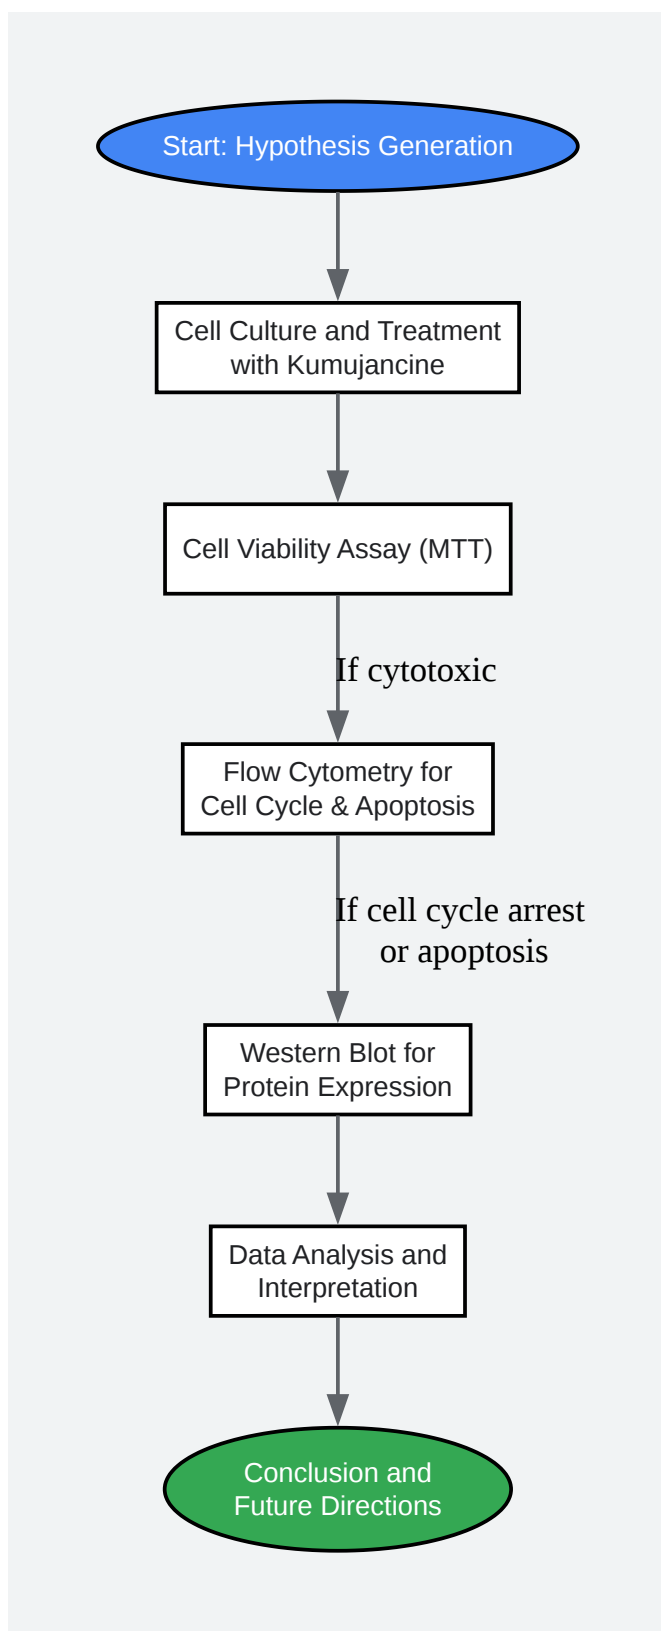 Start: Hypothesis Generation
Cell Culture and Treatment
with Kumujancine
Cell Viability Assay (MTT)
If cytotoxic
Flow Cytometry for
Cell Cycle & Apoptosis
If cell cycle arrest
or apoptosis
Western Blot for
Protein Expression
Data Analysis and
Interpretation
Conclusion and
Future Directions